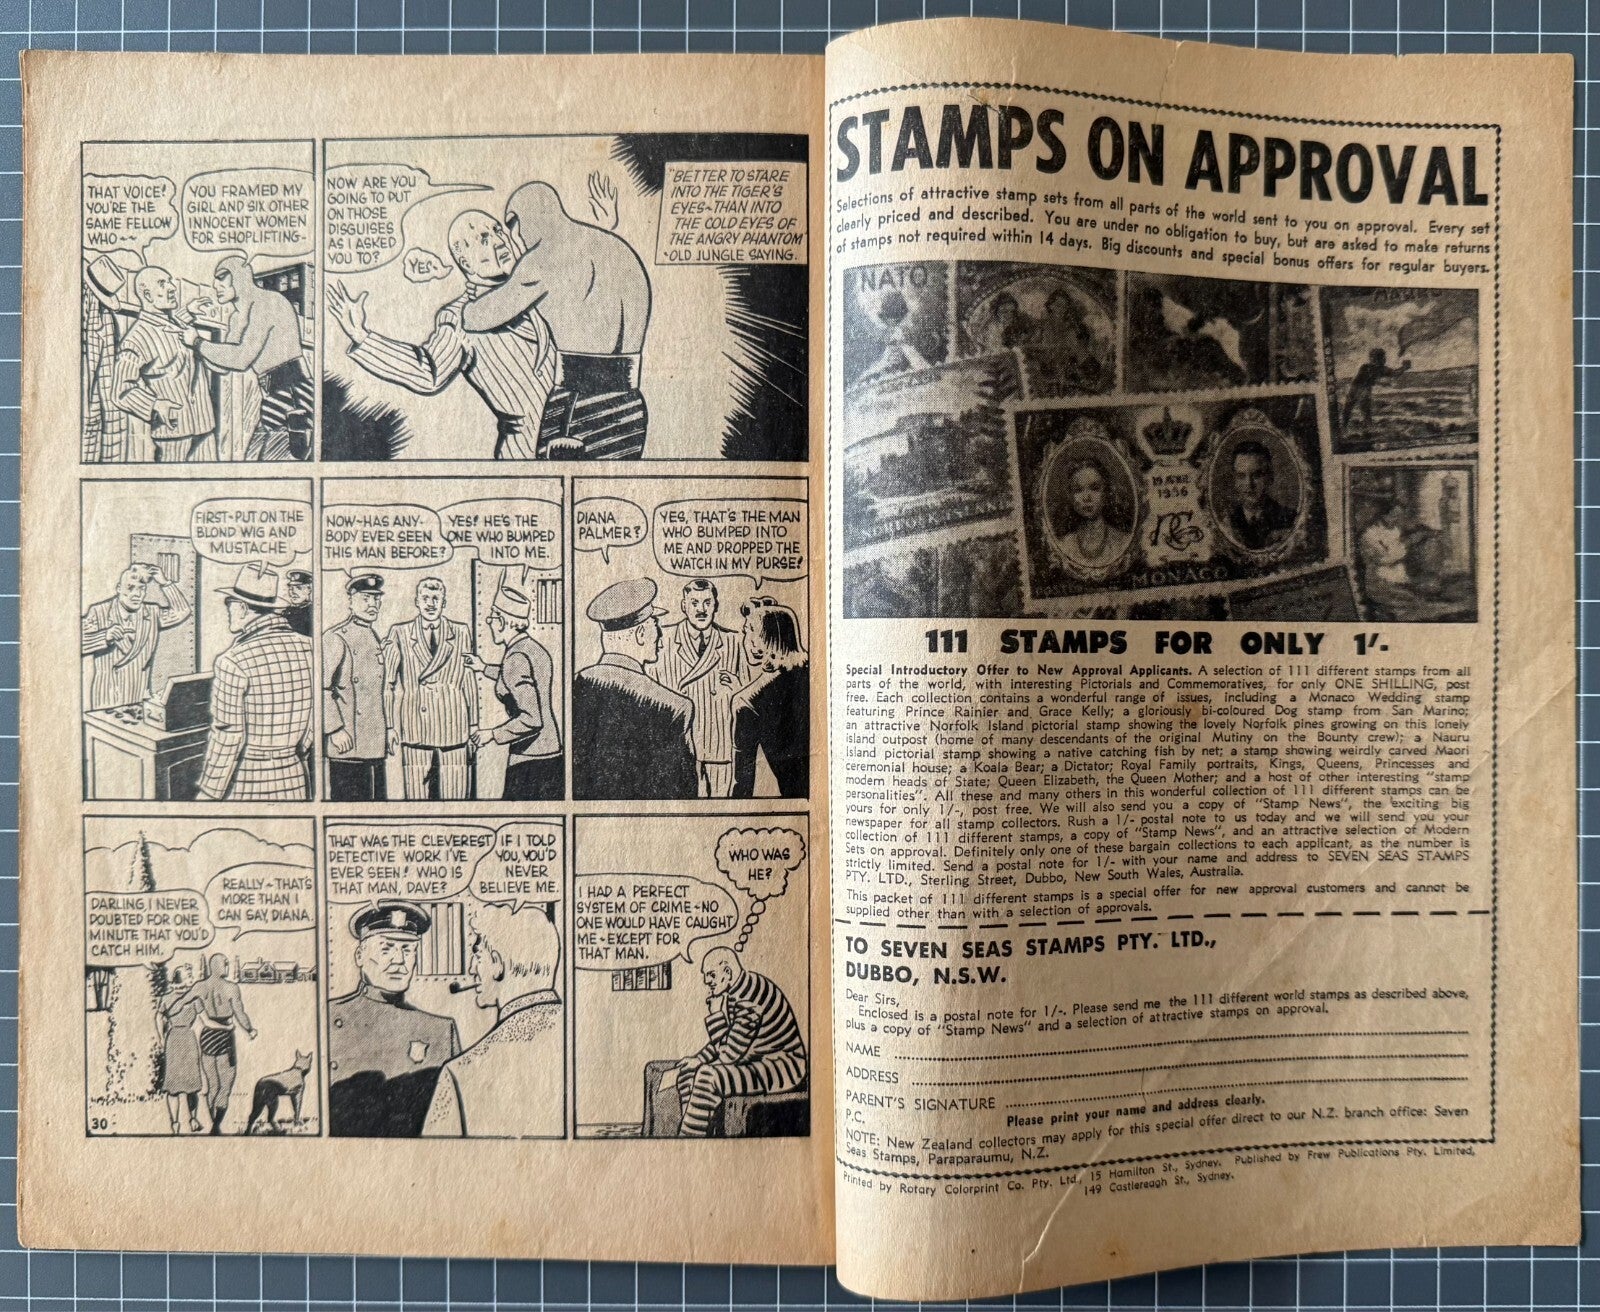 THAT VOICE!
YOU'RE THE
SAME FELLOW
WHO--
YOU FRAMED MY
GIRL AND SIX OTHER
INNOCENT WOMEN
FOR SHOPLIFTING-
NOW ARE YOU
GOING TO PUT
ON THOSE
DISGUISES
AS I ASKED
YOU TO?
YES-
"BETTER TO STARE
INTO THE TIGER'S
EYES-THAN INTO
THE COLD EYES OF
THE ANGRY PHANTOM"
-OLD JUNGLE SAYING.
FIRST-PUT ON THE
BLOND WIG AND
MUSTACHE
NOW-HAS ANY-
BODY EVER SEEN
THIS MAN BEFORE?
YES! HE'S THE
ONE WHO BUMPED
INTO ME.
DIANA
PALMER?
YES, THAT'S THE MAN
WHO BUMPED INTO
ME AND DROPPED THE
WATCH IN MY PURSE!
DARLING, I NEVER
DOUBTED FOR ONE
MINUTE THAT YOU'D
CATCH HIM.
REALLY-THAT'S
MORE THAN I
CAN SAY, DIANA.
30-
THAT WAS THE CLEVEREST
DETECTIVE WORK I'VE
EVER SEEN! WHO IS
THAT MAN, DAVE?
IF I TOLD
YOU, YOU'D
NEVER
BELIEVE ME.
I HAD A PERFECT
SYSTEM OF CRIME-NO
ONE WOULD HAVE CAUGHT
ME-EXCEPT FOR
THAT MAN.
WHO WAS
HE?
STAMPS ON APPROVAL
Selections of attractive stamp sets from all parts of the world sent to you on approval. Every set
clearly priced and described. You are under no obligation to buy, but are asked to make returns
of stamps not required within 14 days. Big discounts and special bonus offers for regular buyers.
NATO
NORFOLK ISLAND
19 AVRIL
1956
MONACO
111 STAMPS FOR ONLY 1/-.
Special Introductory Offer to New Approval Applicants. A selection of 111 different stamps from all
parts of the world, with interesting Pictorials and Commemoratives, for only ONE SHILLING, post
free. Each collection contains a wonderful range of issues, including a Monaco Wedding stamp
featuring Prince Rainier and Grace Kelly; a gloriously bi-coloured Dog stamp from San Marino;
an attractive Norfolk Island pictorial stamp showing the lovely Norfolk pines growing on this lonely
island outpost (home of many descendants of the original Mutiny on the Bounty crew); a Nauru
Island pictorial stamp showing a native catching fish by net; a stamp showing weirdly carved Maori
ceremonial house; a Koala Bear; a Dictator; Royal Family portraits, Kings, Queens, Princesses and
modern heads of State; Queen Elizabeth, the Queen Mother; and a host of other interesting "stamp
personalities". All these and many others in this wonderful collection of 111 different stamps can be
yours for only 1/-, post free. We will also send you a copy of "Stamp News", the exciting big
newspaper for all stamp collectors. Rush a 1/- postal note to us today and we will send you your
collection of 111 different stamps, a copy of "Stamp News", and an attractive selection of Modern
Sets on approval. Definitely only one of these bargain collections to each applicant, as the number is
strictly limited. Send a postal note for 1/- with your name and address to SEVEN SEAS STAMPS
PTY. LTD., Sterling Street, Dubbo, New South Wales, Australia.
This packet of 111 different stamps is a special offer for new approval customers and cannot be
supplied other than with a selection of approvals.
TO SEVEN SEAS STAMPS PTY. LTD.,
DUBBO, N.S.W.
Dear Sirs,
Enclosed is a postal note for 1/-. Please send me the 111 different world stamps as described above,
plus a copy of "Stamp News" and a selection of attractive stamps on approval.
NAME
ADDRESS
PARENT'S SIGNATURE
P.C.
Please print your name and address clearly.
NOTE: New Zealand collectors may apply for this special offer direct to our N.Z. branch office: Seven
Seas Stamps, Paraparaumu, N.Z.
Printed by Rotary Colorprint Co. Pty. Ltd., 15 Hamilton St., Sydney. Published by Frew Publications Pty. Limited,
149 Castlereagh St., Sydney.